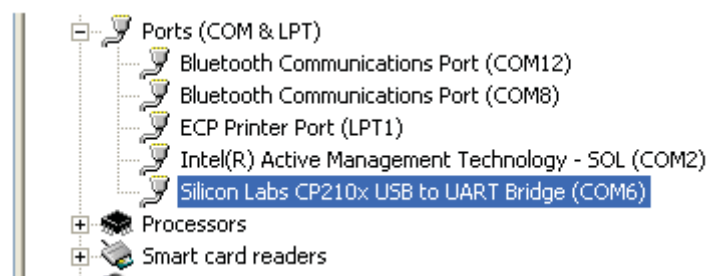 Ports (COM & LPT)
Bluetooth Communications Port (COM12)
Bluetooth Communications Port (COM8)
ECP Printer Port (LPT1)
Intel(R) Active Management Technology - SOL (COM2)
Silicon Labs CP210x USB to UART Bridge (COM6)
Processors
Smart card readers